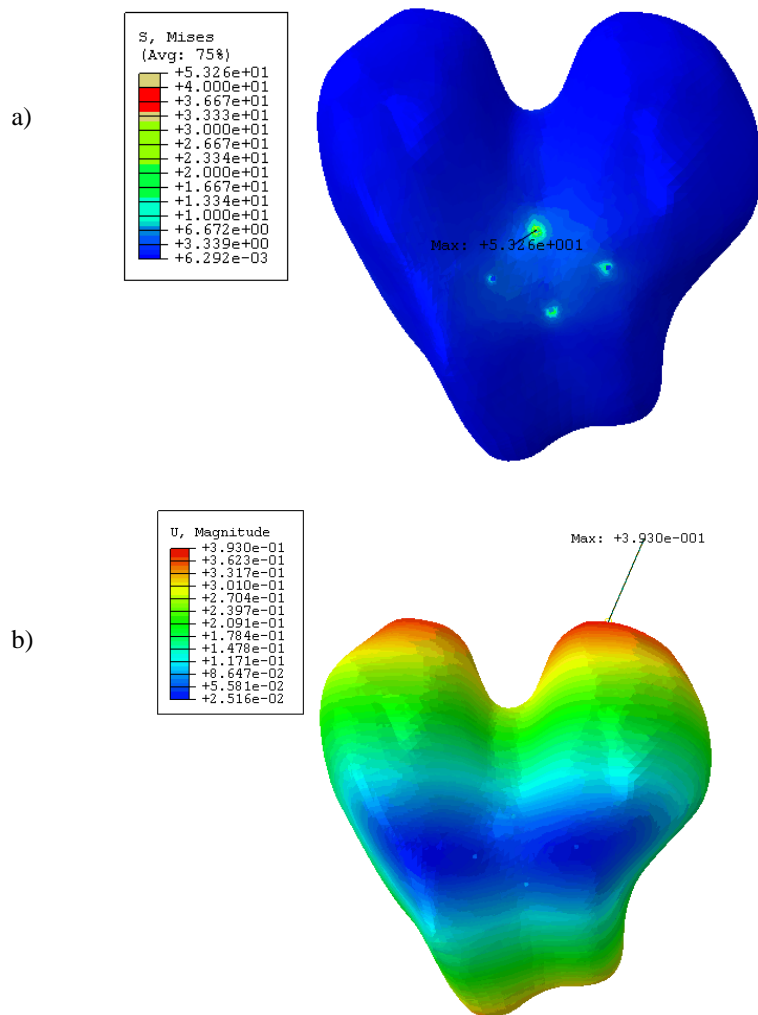 S, Mises
(Avg: 75%)
+5.326e+01
+4.000e+01
+3.667e+01
+3.333e+01
+3.000e+01
+2.667e+01
+2.334e+01
+2.000e+01
+1.667e+01
+1.334e+01
+1.000e+01
+6.672e+00
+3.339e+00
+6.292e-03
a)
Max: +5.326e+001
U, Magnitude
+3.930e-01
+3.623e-01
+3.317e-01
+3.010e-01
+2.704e-01
+2.397e-01
+2.091e-01
+1.784e-01
+1.478e-01
+1.171e-01
+8.647e-02
+5.581e-02
+2.516e-02
Max: +3.930e-001
b)